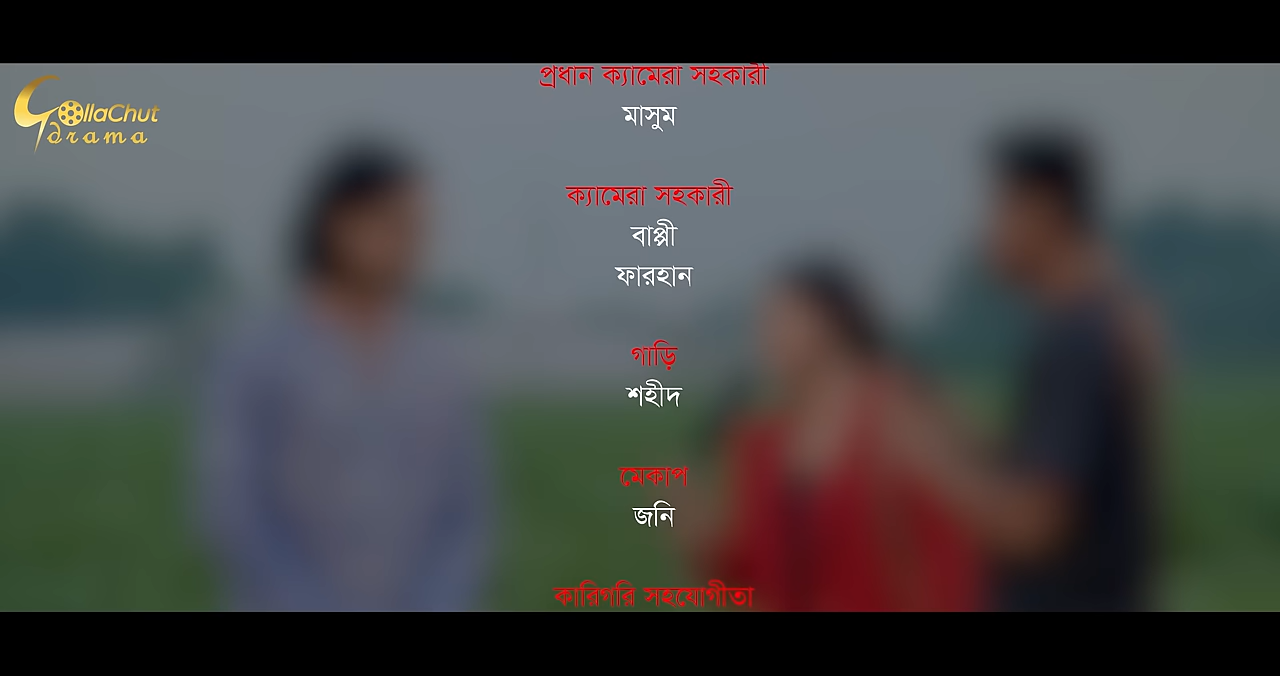 GollaChut
drama
প্রধান ক্যামেরা সহকারী
মাসুম
ক্যামেরা সহকারী
বাপ্পী
ফারহান
গাড়ি
শহীদ
মেকাপ
জনি
কারিগরি সহযোগীতা